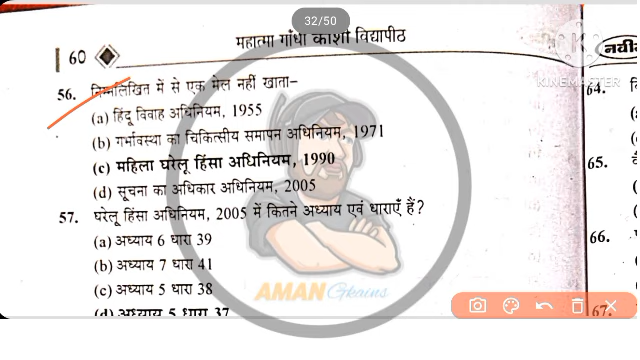 32/50
महात्मा गाँधी काशी विद्यापीठ
60
56. निम्नलिखित में से एक मेल नहीं खाता–
(a) हिंदू विवाह अधिनियम, 1955
(b) गर्भावस्था का चिकित्सीय समापन अधिनियम, 1971
(c) महिला घरेलू हिंसा अधिनियम, 1990
(d) सूचना का अधिकार अधिनियम, 2005
57. घरेलू हिंसा अधिनियम, 2005 में कितने अध्याय एवं धाराएँ हैं?
(a) अध्याय 6 धारा 39
(b) अध्याय 7 धारा 41
(c) अध्याय 5 धारा 38
(d) अध्याय 5 धारा 37
AMAN Grains
KINEMASTER
64.
65.
66.
67.